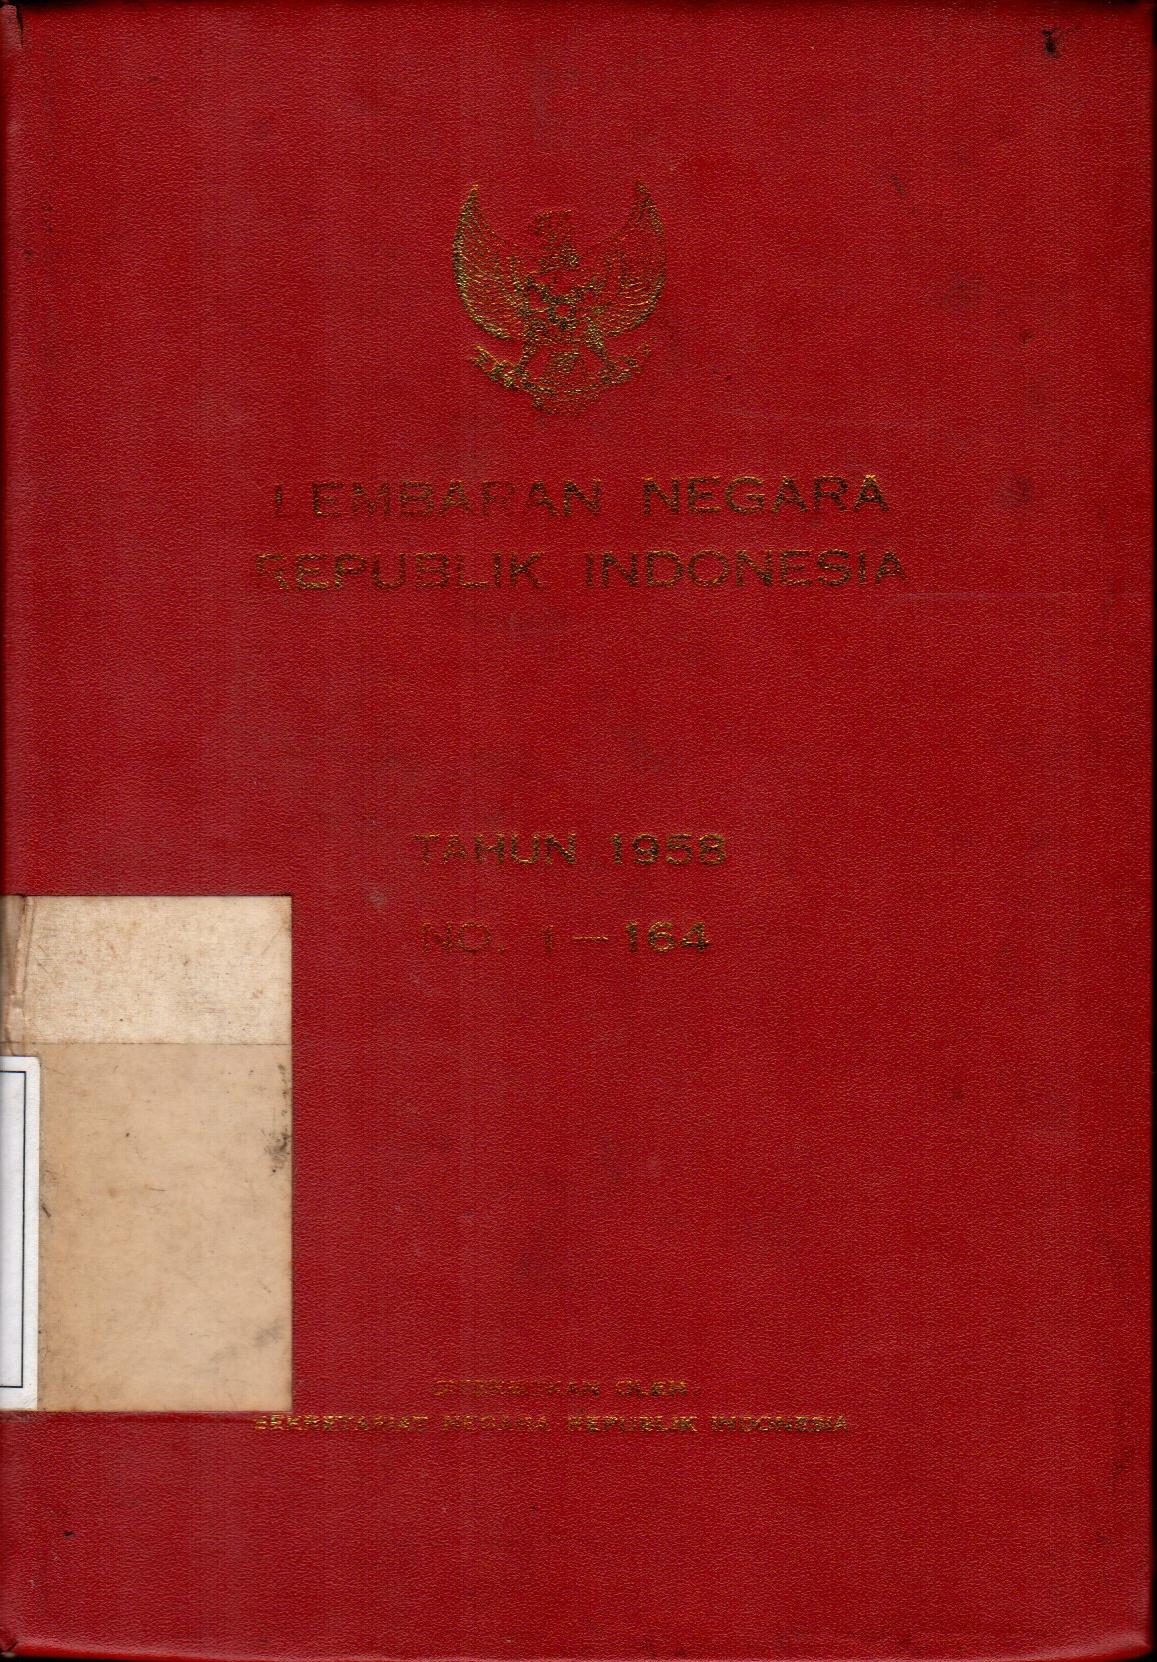 LEMBARAN NEGARA
REPUBLIK INDONESIA
TAHUN 1958
NO. 1 — 164
DITERBITKAN OLEH
SEKRETARIAT NEGARA REPUBLIK INDONESIA